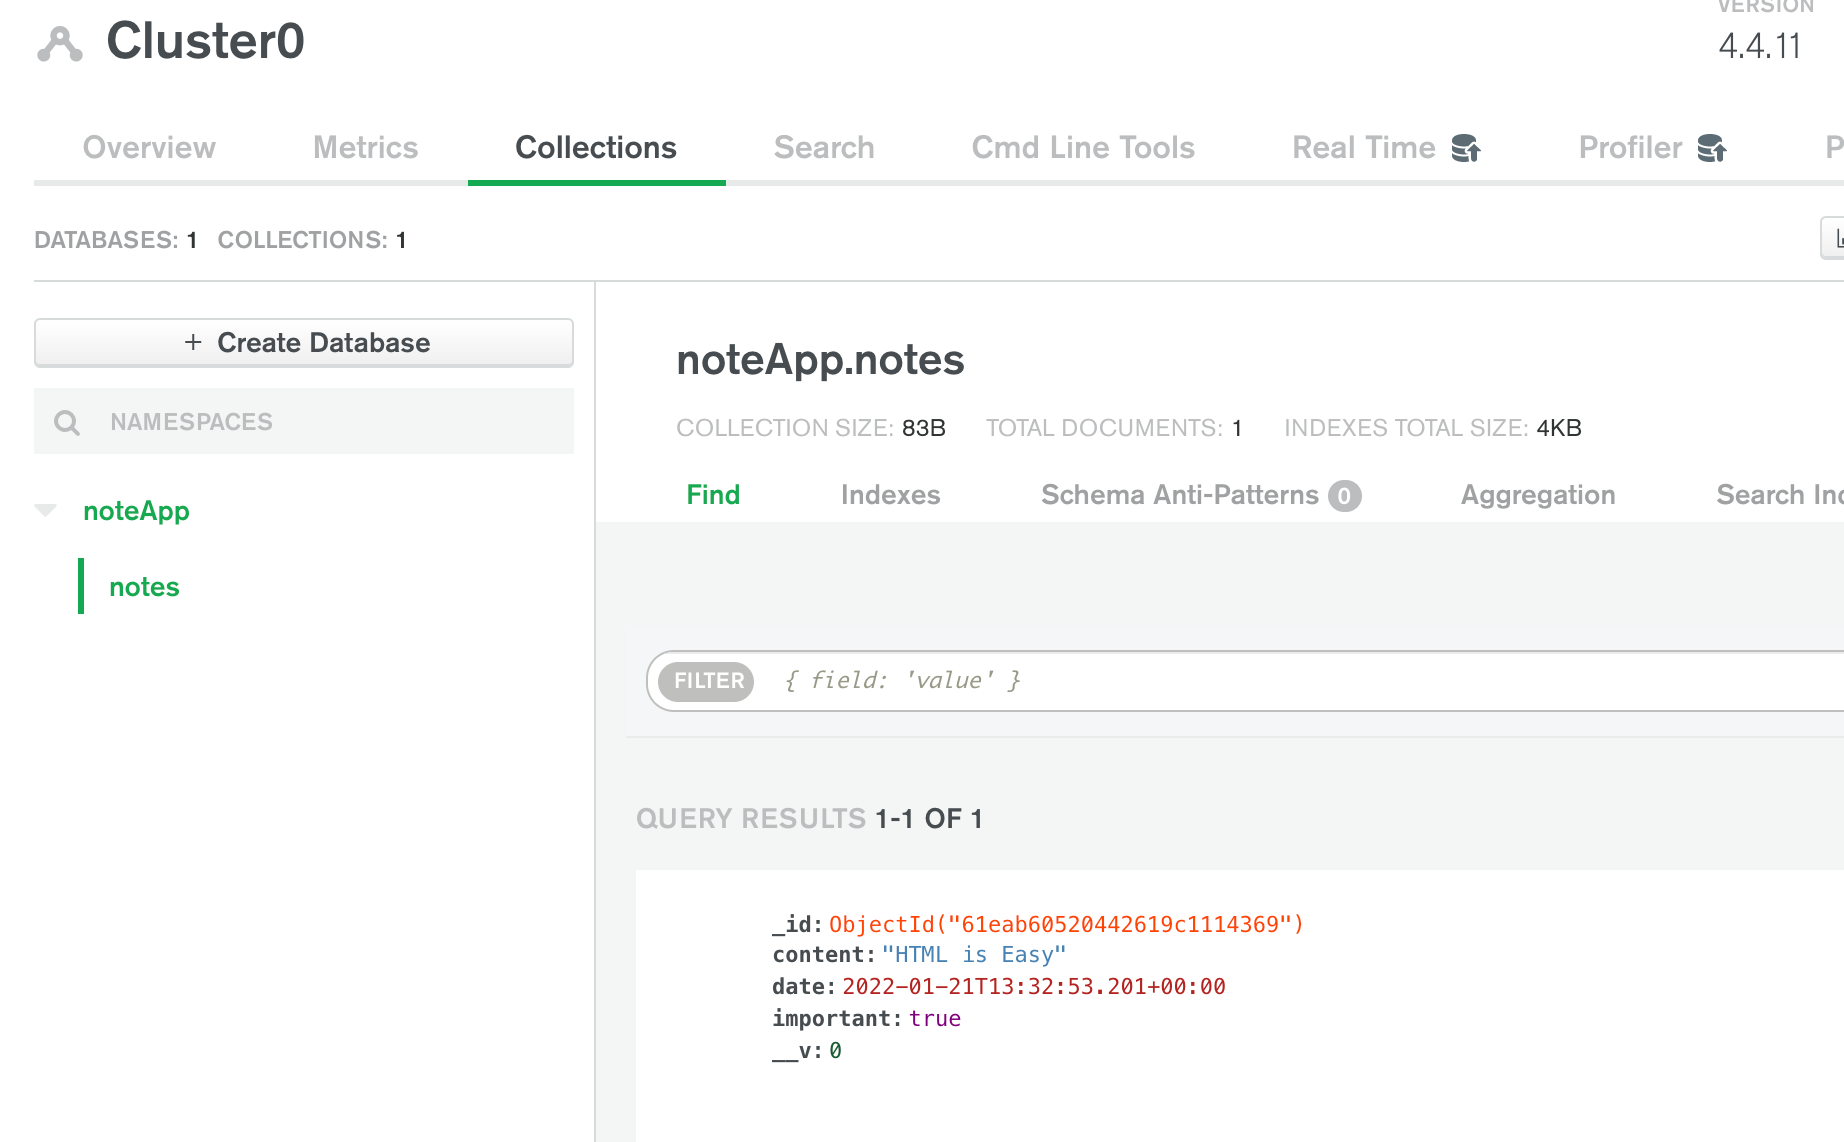 VERSION
Cluster0
4.4.11
Overview Metrics Collections Search Cmd Line Tools Real Time Profiler P
DATABASES: 1 COLLECTIONS: 1
+ Create Database
NAMESPACES
noteApp
notes
noteApp.notes
COLLECTION SIZE: 83B TOTAL DOCUMENTS: 1 INDEXES TOTAL SIZE: 4KB
Find Indexes Schema Anti-Patterns 0 Aggregation Search Inc
FILTER { field: 'value' }
QUERY RESULTS 1-1 OF 1
_id: ObjectId("61eab60520442619c1114369")
content: "HTML is Easy"
date: 2022-01-21T13:32:53.201+00:00
important: true
__v: 0